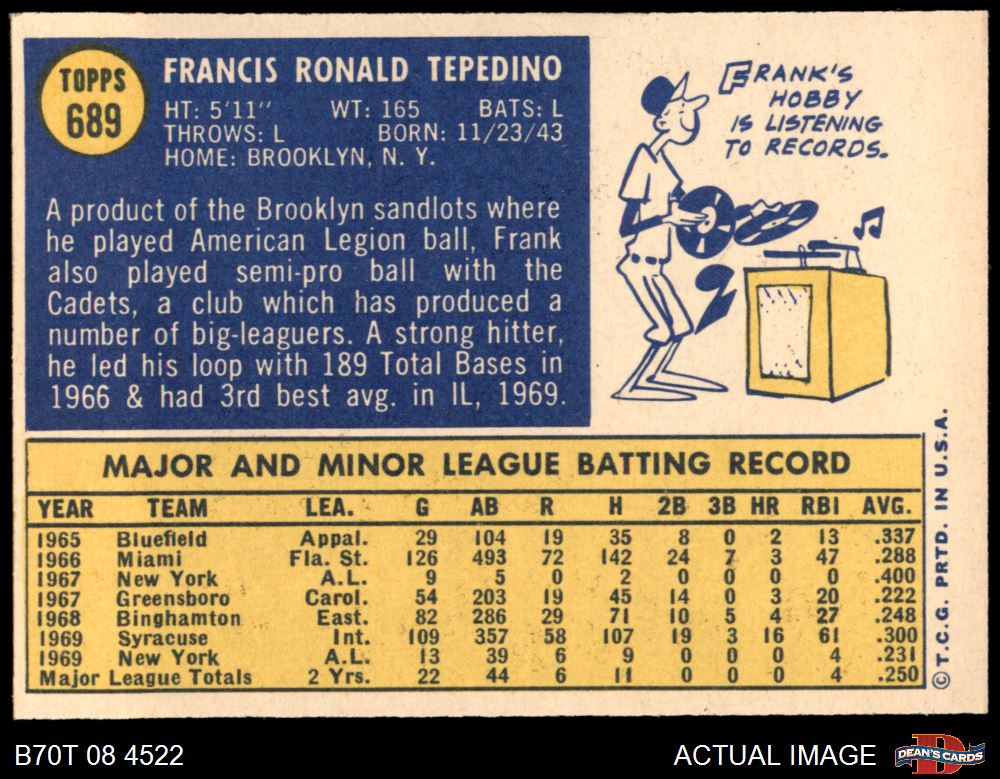 TOPPS
689
FRANCIS RONALD TEPEDINO
HT: 5'11" WT: 165 BATS: L
THROWS: L BORN: 11/23/43
HOME: BROOKLYN, N. Y.
A product of the Brooklyn sandlots where
he played American Legion ball, Frank
also played semi-pro ball with the
Cadets, a club which has produced a
number of big-leaguers. A strong hitter,
he led his loop with 189 Total Bases in
1966 & had 3rd best avg. in IL, 1969.
FRANK'S
HOBBY
IS LISTENING
TO RECORDS.
MAJOR AND MINOR LEAGUE BATTING RECORD
YEAR TEAM LEA. G AB R H 2B 3B HR RBI AVG.
1965 Bluefield Appal. 29 104 19 35 8 0 2 13 .337
1966 Miami Fla. St. 126 493 72 142 24 7 3 47 .288
1967 New York A.L. 9 5 0 2 0 0 0 0 .400
1967 Greensboro Carol. 54 203 19 45 14 0 3 20 .222
1968 Binghamton East. 82 286 29 71 10 5 4 27 .248
1969 Syracuse Int. 109 357 58 107 19 3 16 61 .300
1969 New York A.L. 13 39 6 9 0 0 0 4 .231
Major League Totals 2 Yrs. 22 44 6 11 0 0 0 4 .250
© T.C.G. PRTD. IN U.S.A.
B70T 08 4522
ACTUAL IMAGE
D
DEAN'S CARDS